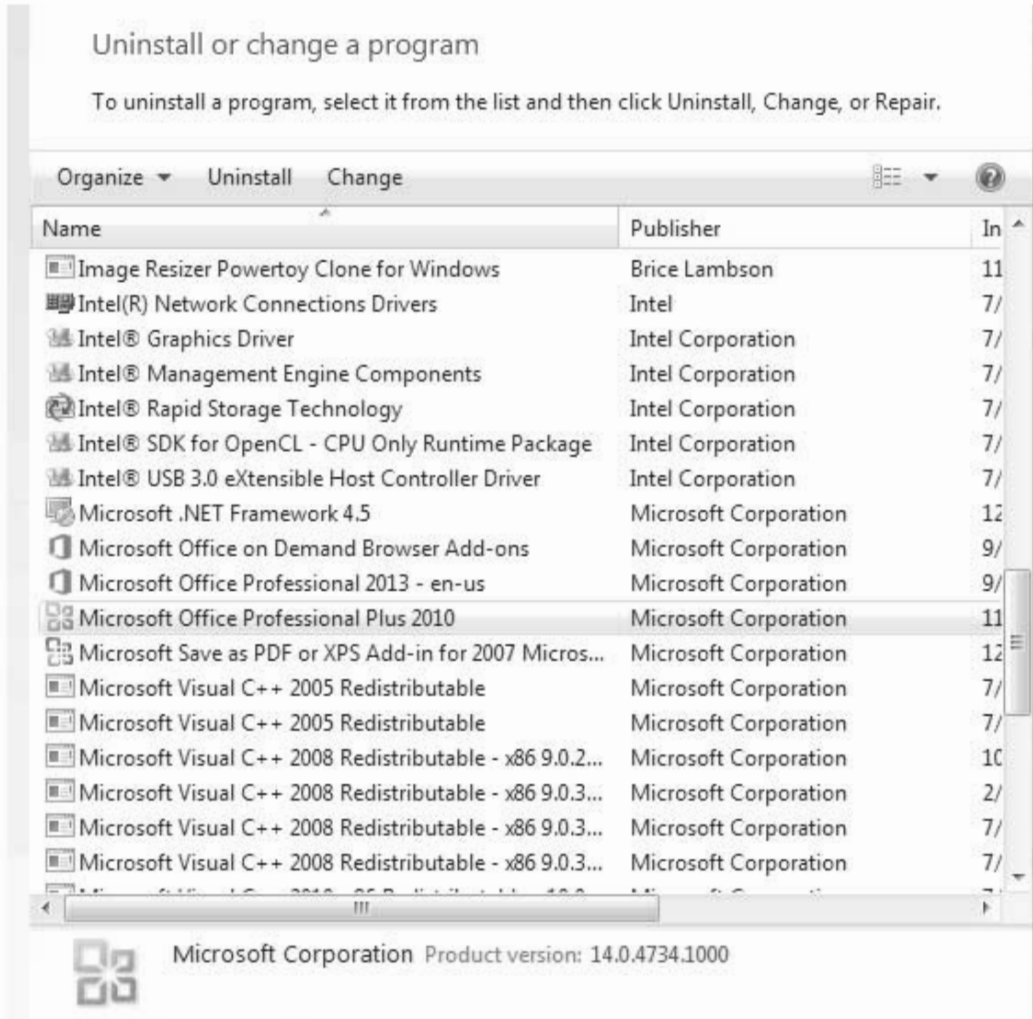 Uninstall or change a program
To uninstall a program, select it from the list and then click Uninstall, Change, or Repair.
Organize Uninstall Change
Name Publisher In
Image Resizer Powertoy Clone for Windows Brice Lambson 11
Intel(R) Network Connections Drivers Intel 7/
Intel® Graphics Driver Intel Corporation 7/
Intel® Management Engine Components Intel Corporation 7/
Intel® Rapid Storage Technology Intel Corporation 7/
Intel® SDK for OpenCL - CPU Only Runtime Package Intel Corporation 7/
Intel® USB 3.0 eXtensible Host Controller Driver Intel Corporation 7/
Microsoft .NET Framework 4.5 Microsoft Corporation 12
Microsoft Office on Demand Browser Add-ons Microsoft Corporation 9/
Microsoft Office Professional 2013 - en-us Microsoft Corporation 9/
Microsoft Office Professional Plus 2010 Microsoft Corporation 11
Microsoft Save as PDF or XPS Add-in for 2007 Micros... Microsoft Corporation 12
Microsoft Visual C++ 2005 Redistributable Microsoft Corporation 7/
Microsoft Visual C++ 2005 Redistributable Microsoft Corporation 7/
Microsoft Visual C++ 2008 Redistributable - x86 9.0.2... Microsoft Corporation 10
Microsoft Visual C++ 2008 Redistributable - x86 9.0.3... Microsoft Corporation 2/
Microsoft Visual C++ 2008 Redistributable - x86 9.0.3... Microsoft Corporation 7/
Microsoft Visual C++ 2008 Redistributable - x86 9.0.3... Microsoft Corporation 7/
Microsoft Corporation Product version: 14.0.4734.1000